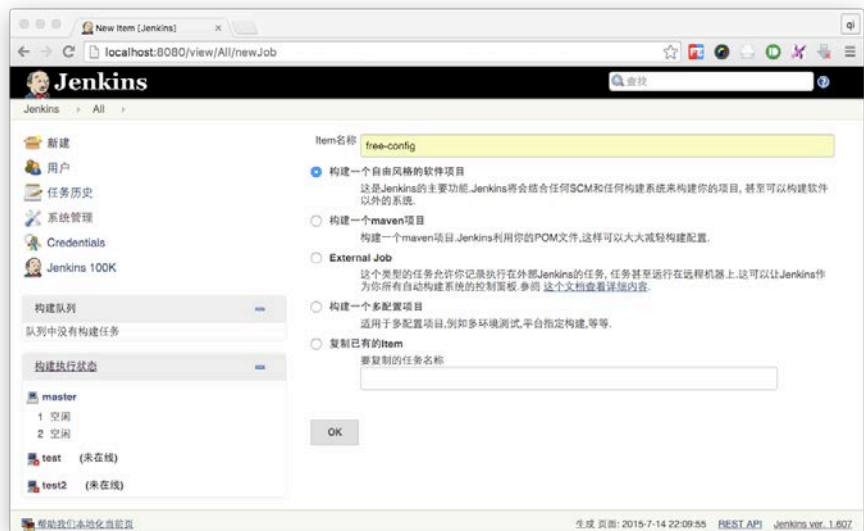 New Item [Jenkins]
qi
localhost:8080/view/All/newJob
Jenkins
查找
Jenkins
All
新建
用户
任务历史
系统管理
Credentials
Jenkins 100K
构建队列
队列中没有构建任务
构建执行状态
master
1 空闲
2 空闲
test (未在线)
test2 (未在线)
Item名称 free-config
构建一个自由风格的软件项目
这是Jenkins的主要功能.Jenkins将会结合任何SCM和任何构建系统来构建你的项目, 甚至可以构建软件
以外的系统.
构建一个maven项目
构建一个maven项目.Jenkins利用你的POM文件,这样可以大大减轻构建配置.
External Job
这个类型的任务允许你记录执行在外部Jenkins的任务, 任务甚至运行在远程机器上.这可以让Jenkins作
为你所有自动构建系统的控制面板.参阅 这个文档查看详细内容.
构建一个多配置项目
适用于多配置项目,例如多环境测试,平台指定构建,等等.
复制已有的Item
要复制的任务名称
OK
帮助我们本地化当前页
生成 页面: 2015-7-14 22:09:55 REST API Jenkins ver. 1.607